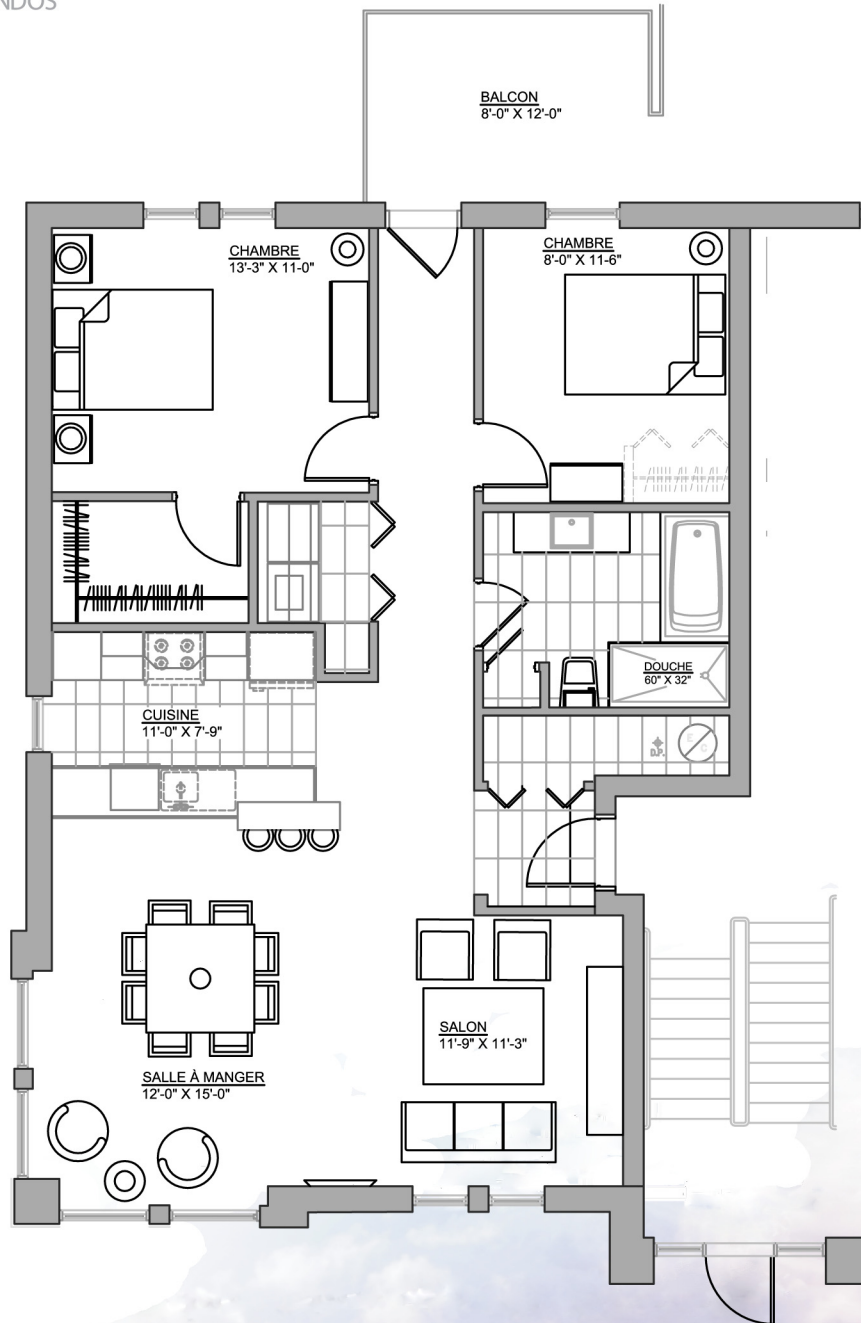 BALCON
8'-0" X 12'-0"
CHAMBRE
13'-3" X 11-0"
CHAMBRE
8'-0" X 11-6"
DOUCHE
60" X 32"
CUISINE
11'-0" X 7'-9"
D.P.
E
C
SALON
11'-9" X 11'-3"
SALLE À MANGER
12'-0" X 15'-0"